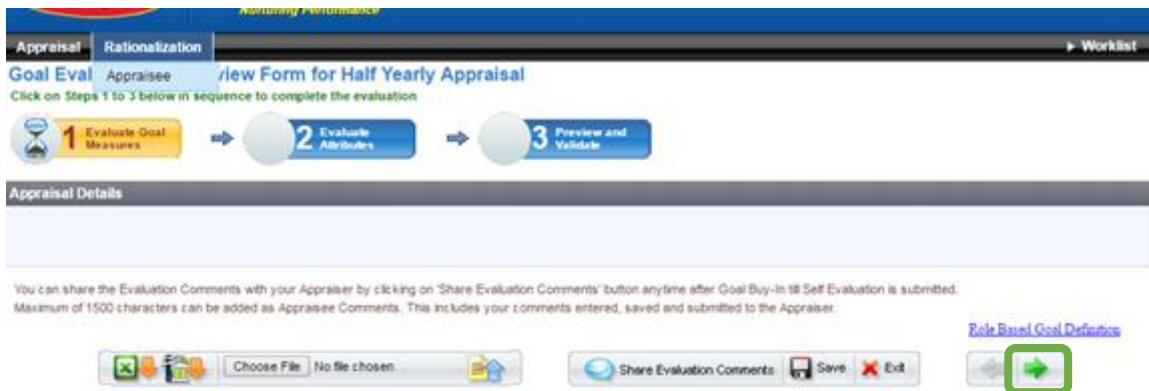 Nurturing Performance
Appraisal Rationalization Worklist
Goal Eval view Form for Half Yearly Appraisal
Appraisee
Click on Steps 1 to 3 below in sequence to complete the evaluation
1 Evaluate Goal Measures
2 Evaluate Attributes
3 Preview and Validate
Appraisal Details
You can share the Evaluation Comments with your Appraiser by clicking on 'Share Evaluation Comments' button anytime after Goal Buy-In till Self Evaluation is submitted.
Maximum of 1500 characters can be added as Appraisee Comments. This includes your comments entered, saved and submitted to the Appraiser.
Role Based Goal Definition
Choose File No file chosen Share Evaluation Comments Save Exit